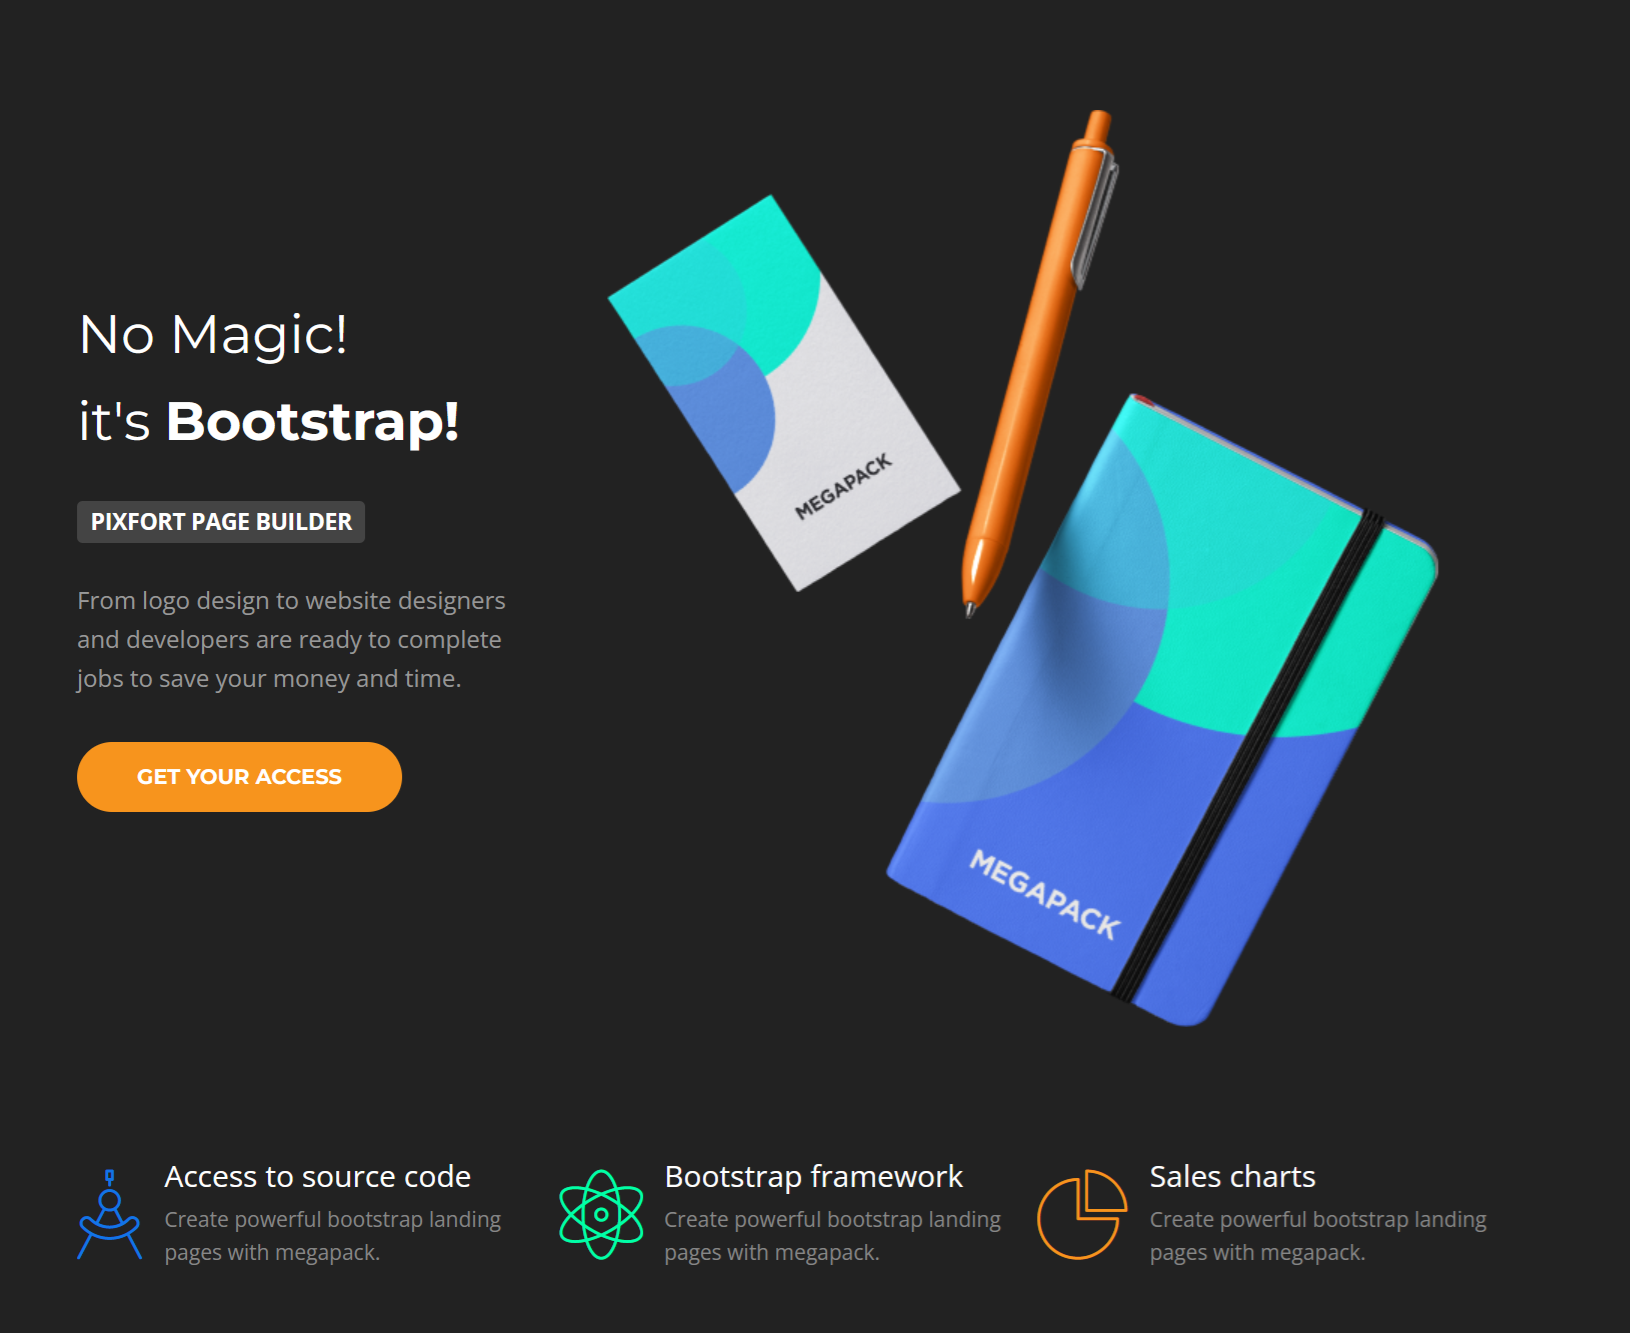 No Magic!
it's Bootstrap!
PIXFORT PAGE BUILDER
From logo design to website designers
and developers are ready to complete
jobs to save your money and time.
GET YOUR ACCESS
MEGAPACK
MEGAPACK
Access to source code
Create powerful bootstrap landing
pages with megapack.
Bootstrap framework
Create powerful bootstrap landing
pages with megapack.
Sales charts
Create powerful bootstrap landing
pages with megapack.